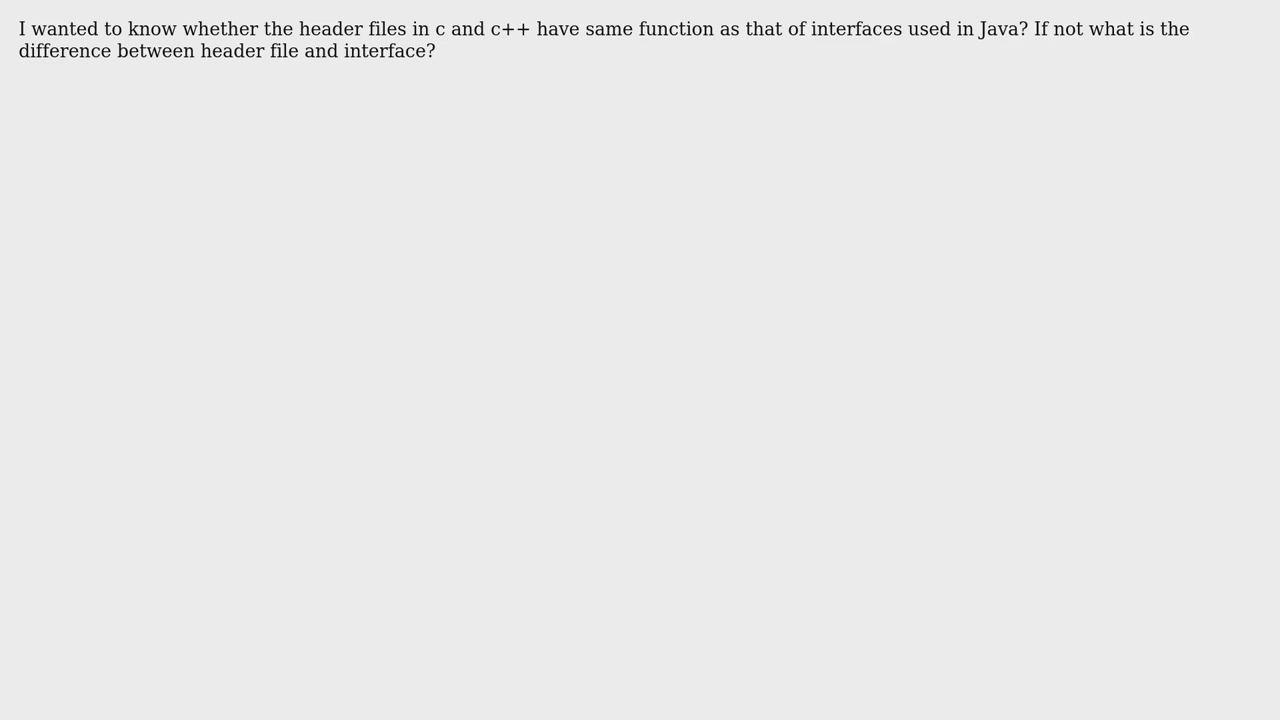 I wanted to know whether the header files in c and c++ have same function as that of interfaces used in Java? If not what is the
difference between header file and interface?